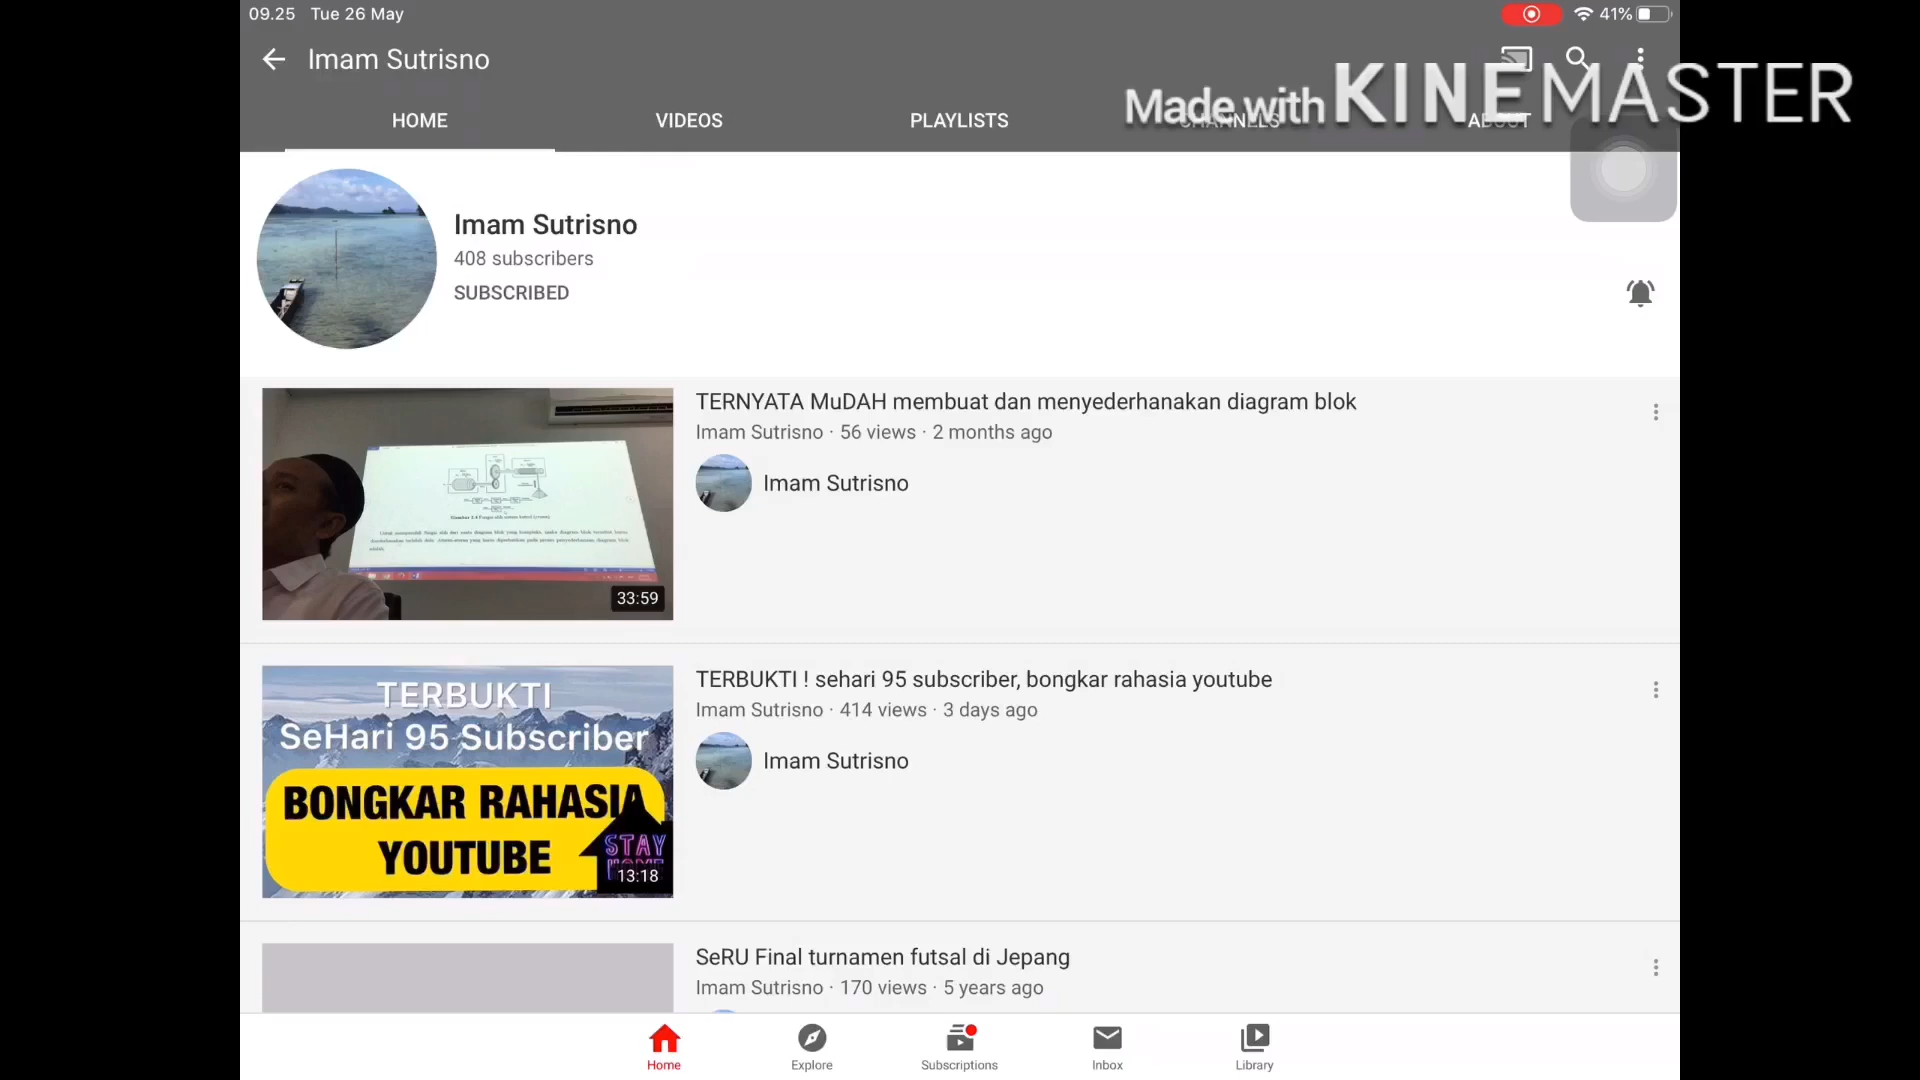 09.25 Tue 26 May
41%
Imam Sutrisno
Made with KINEMASTER
HOME VIDEOS PLAYLISTS CHANNELS ABOUT
Imam Sutrisno
408 subscribers
SUBSCRIBED
TERNYATA MuDAH membuat dan menyederhanakan diagram blok
Imam Sutrisno · 56 views · 2 months ago
Imam Sutrisno
33:59
TERBUKTI
SeHari 95 Subscriber
BONGKAR RAHASIA
YOUTUBE
STAY
HOME
13:18
TERBUKTI ! sehari 95 subscriber, bongkar rahasia youtube
Imam Sutrisno · 414 views · 3 days ago
Imam Sutrisno
SeRU Final turnamen futsal di Jepang
Imam Sutrisno · 170 views · 5 years ago
Home Explore Subscriptions Inbox Library